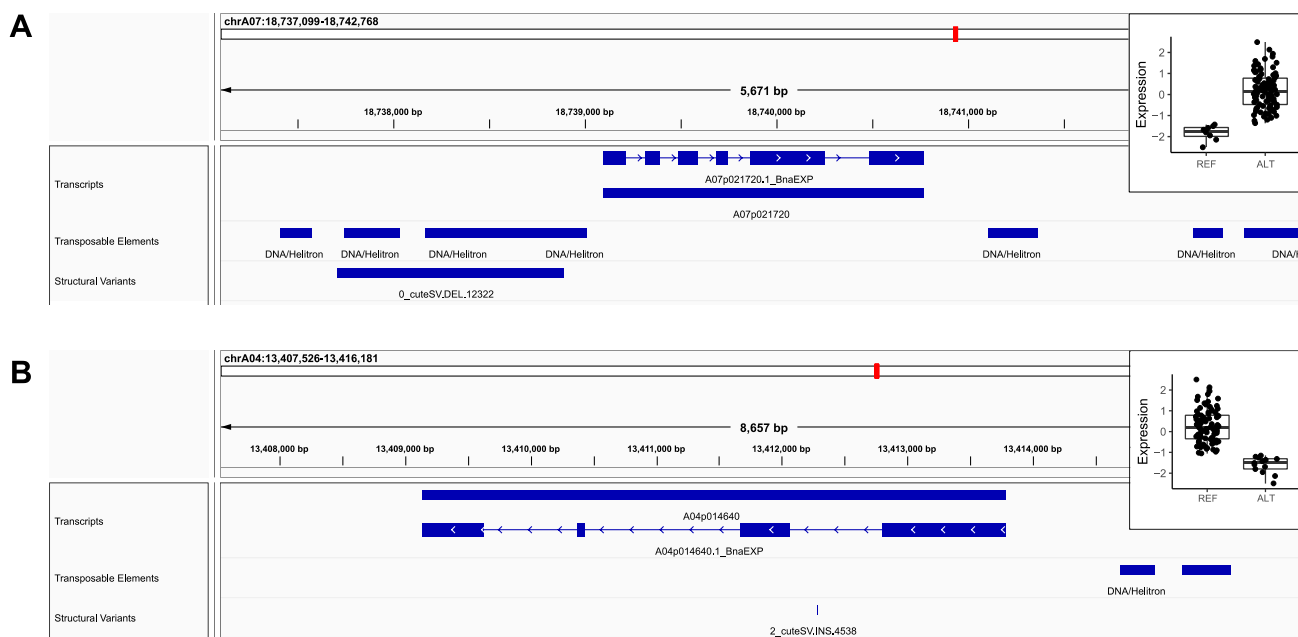 A
chrA07:18,737,099-18,742,768
5,671 bp
18,738,000 bp 18,739,000 bp 18,740,000 bp 18,741,000 bp
Expression
2
1
0
−1
−2
REF ALT
Transcripts
A07p021720.1_BnaEXP
A07p021720
Transposable Elements
DNA/Helitron DNA/Helitron DNA/Helitron DNA/Helitron DNA/Helitron DNA/Helitron DNA/H
Structural Variants
0_cuteSV.DEL.12322
B
chrA04:13,407,526-13,416,181
8,657 bp
13,408,000 bp 13,409,000 bp 13,410,000 bp 13,411,000 bp 13,412,000 bp 13,413,000 bp 13,414,000 bp
Expression
2
1
0
−1
−2
REF ALT
Transcripts
A04p014640
A04p014640.1_BnaEXP
Transposable Elements
DNA/Helitron
Structural Variants
2_cuteSV.INS.4538